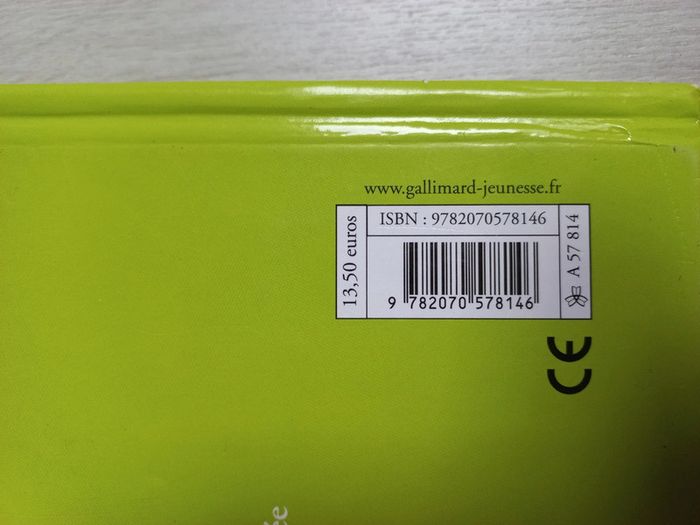 www.gallimard-jeunesse.fr
ISBN : 9782070578146
13,50 euros
A 57 814
9 782070 578146
CE